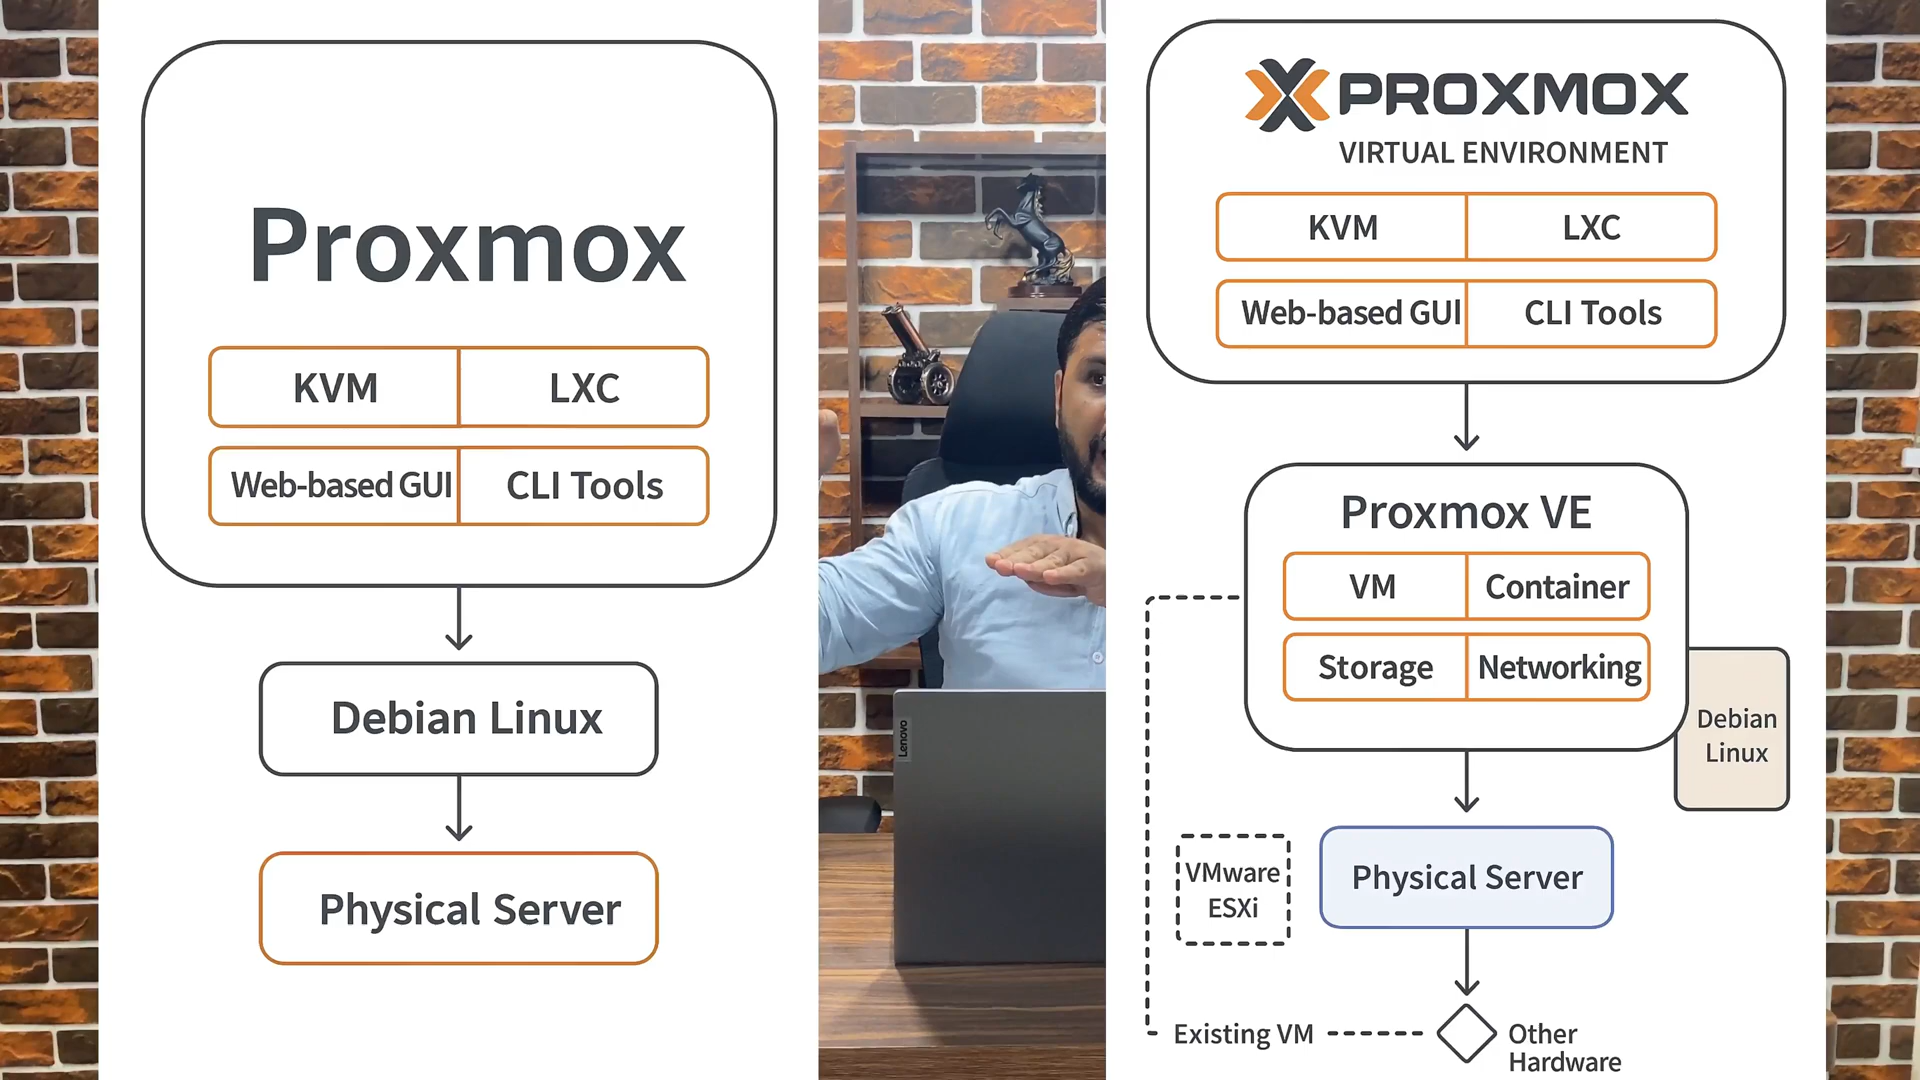 Proxmox
KVM
LXC
Web-based GUI
CLI Tools
Debian Linux
Physical Server
Lenovo
PROXMOX
VIRTUAL ENVIRONMENT
KVM
LXC
Web-based GUI
CLI Tools
Proxmox VE
VM
Container
Storage
Networking
Debian
Linux
VMware
ESXi
Physical Server
Existing VM
Other
Hardware